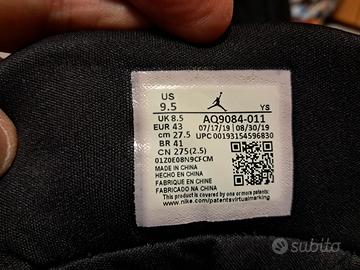 US
9.5
YS
UK 8.5
EUR 43
cm 27.5
BR 41
CN 275(2.5)
AQ9084-011
07/17/19 08/30/19
UPC 00193154596830
01Z0E08N9CFCM
MADE IN CHINA
HECHO EN CHINA
FABRIQUE EN CHINE
FABRICADO NA CHINA
This product is covered by one or more patents:
www.nike.com/patentsvirtualmarking
subito